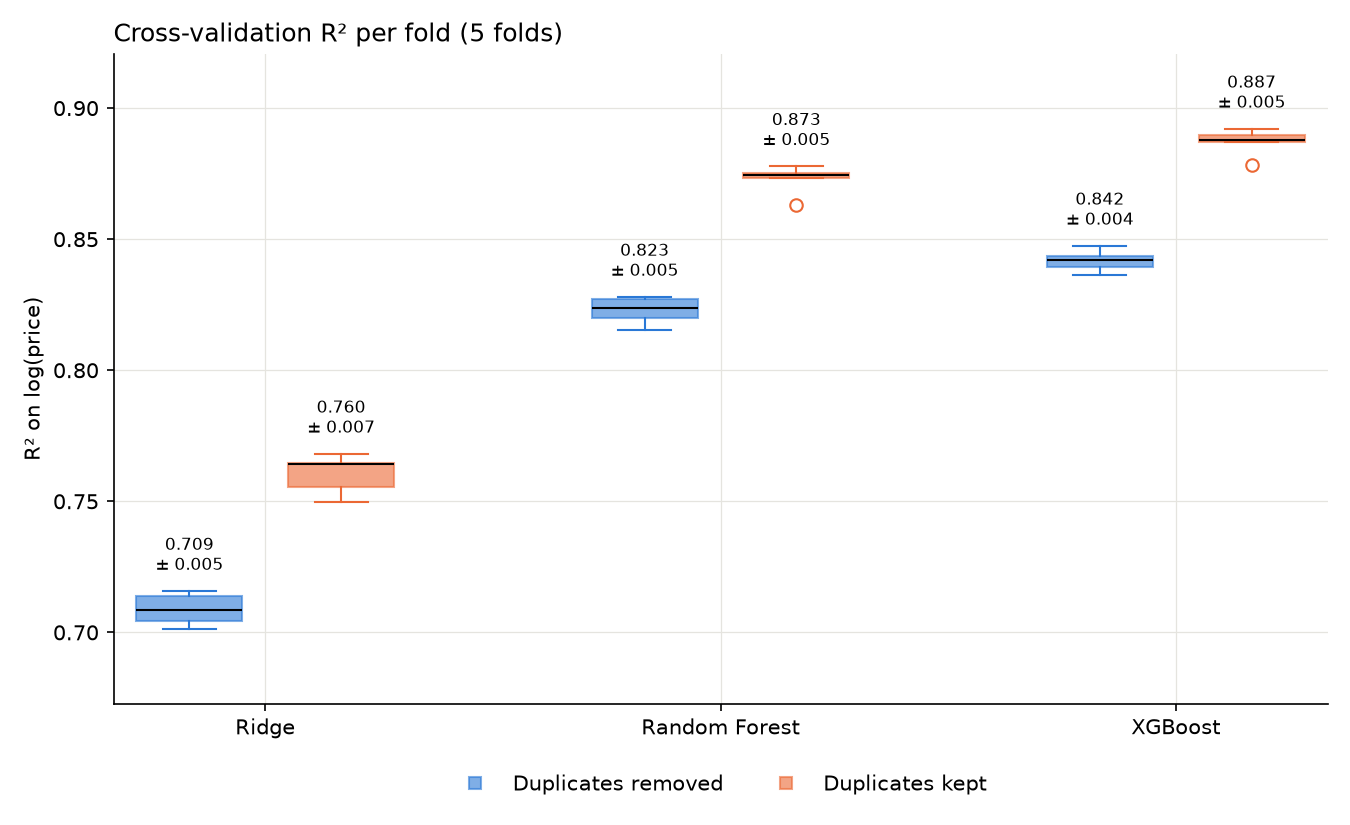 Cross-validation R² per fold (5 folds)
R² on log(price)
0.90
0.85
0.80
0.75
0.70
0.709
± 0.005
0.760
± 0.007
0.823
± 0.005
0.873
± 0.005
0.842
± 0.004
0.887
± 0.005
Ridge
Random Forest
XGBoost
Duplicates removed
Duplicates kept